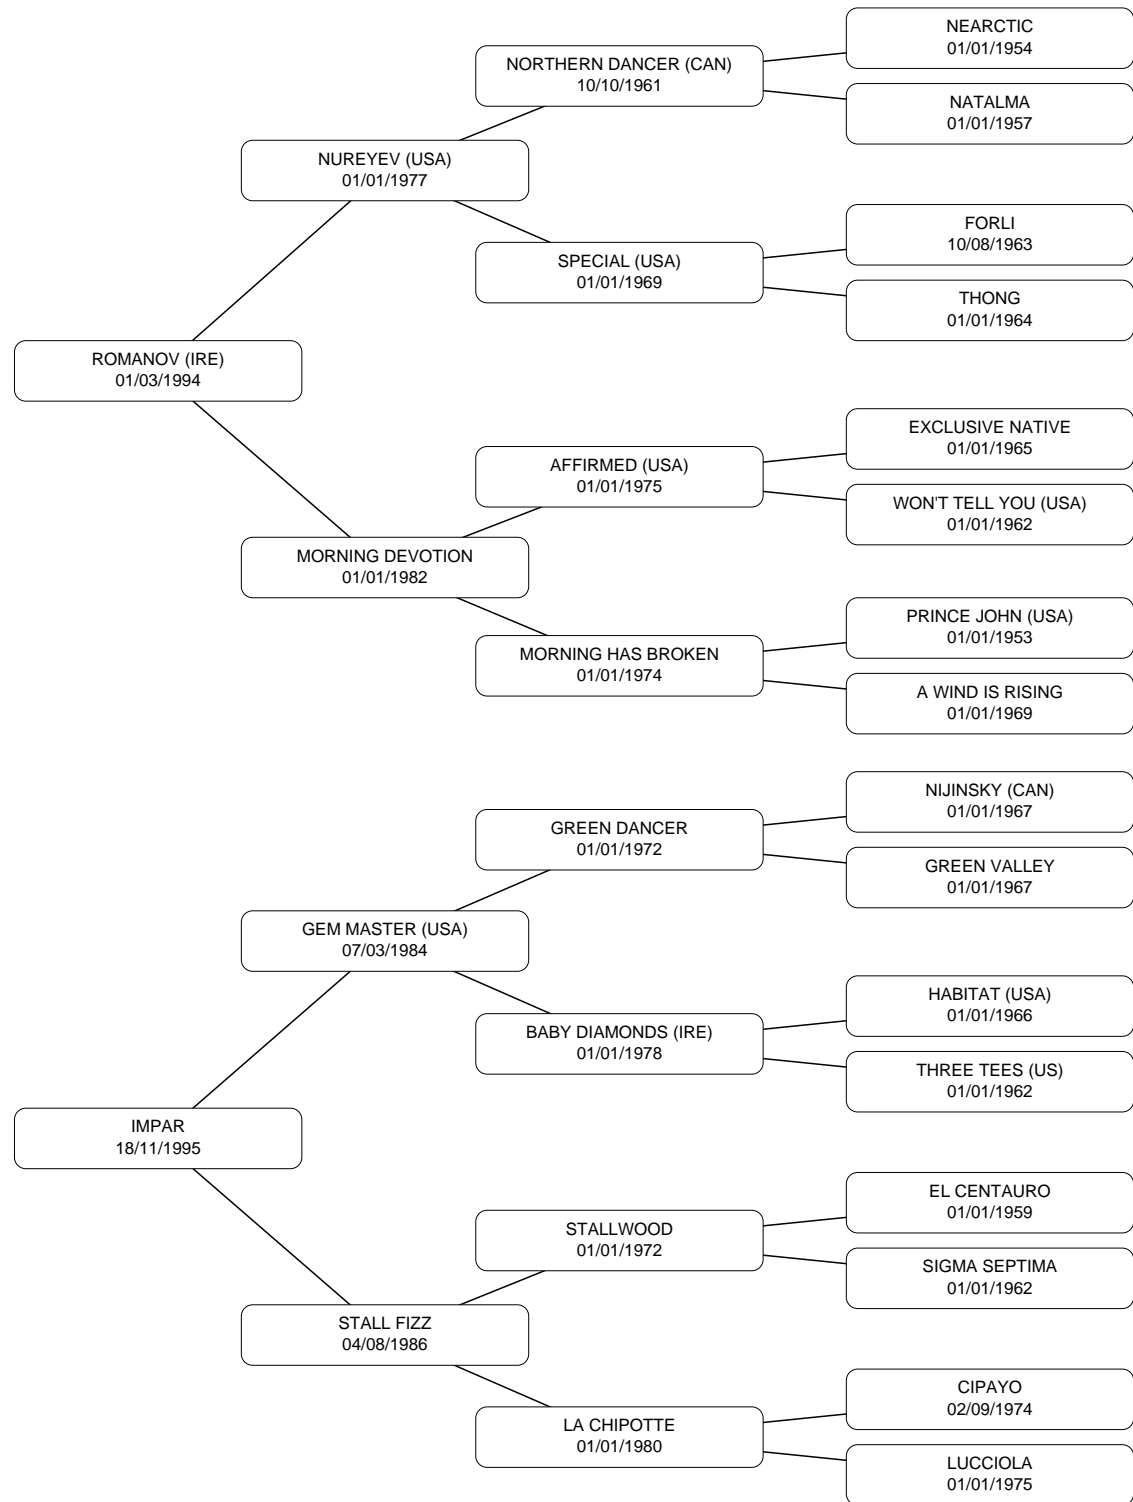 NEARCTIC
01/01/1954
NORTHERN DANCER (CAN)
10/10/1961
NATALMA
01/01/1957
NUREYEV (USA)
01/01/1977
FORLI
10/08/1963
SPECIAL (USA)
01/01/1969
THONG
01/01/1964
ROMANOV (IRE)
01/03/1994
EXCLUSIVE NATIVE
01/01/1965
AFFIRMED (USA)
01/01/1975
WON'T TELL YOU (USA)
01/01/1962
MORNING DEVOTION
01/01/1982
PRINCE JOHN (USA)
01/01/1953
MORNING HAS BROKEN
01/01/1974
A WIND IS RISING
01/01/1969
NIJINSKY (CAN)
01/01/1967
GREEN DANCER
01/01/1972
GREEN VALLEY
01/01/1967
GEM MASTER (USA)
07/03/1984
HABITAT (USA)
01/01/1966
BABY DIAMONDS (IRE)
01/01/1978
THREE TEES (US)
01/01/1962
IMPAR
18/11/1995
EL CENTAURO
01/01/1959
STALLWOOD
01/01/1972
SIGMA SEPTIMA
01/01/1962
STALL FIZZ
04/08/1986
CIPAYO
02/09/1974
LA CHIPOTTE
01/01/1980
LUCCIOLA
01/01/1975